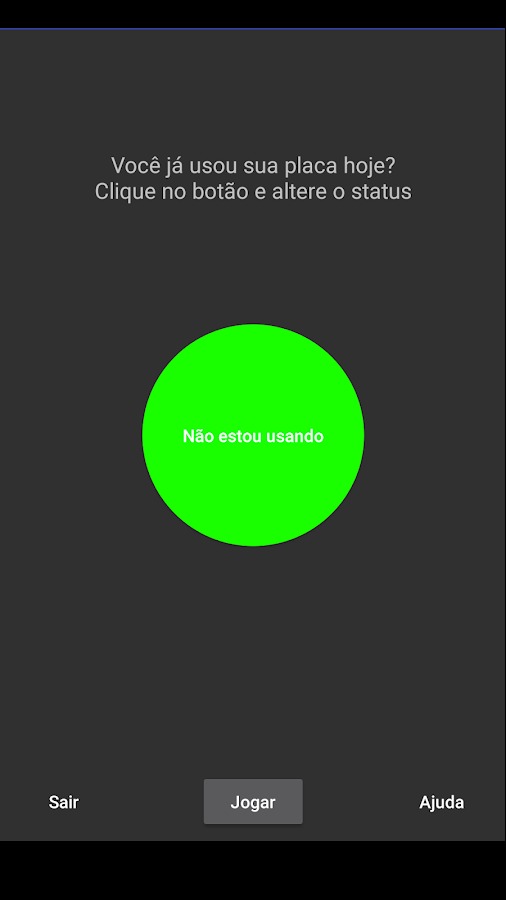 Você já usou sua placa hoje?
Clique no botão e altere o status
Não estou usando
Sair
Jogar
Ajuda